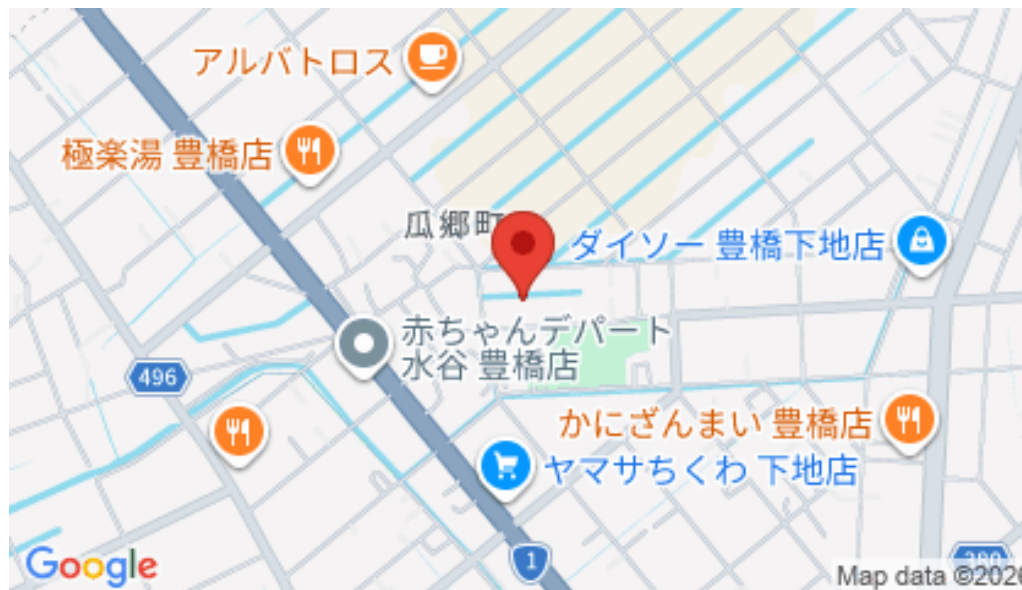 アルバトロス
極楽湯 豊橋店
瓜郷町
ダイソー 豊橋下地店
赤ちゃんデパート
水谷 豊橋店
496
かにざんまい 豊橋店
ヤマサちくわ 下地店
1
Google
Map data ©2026